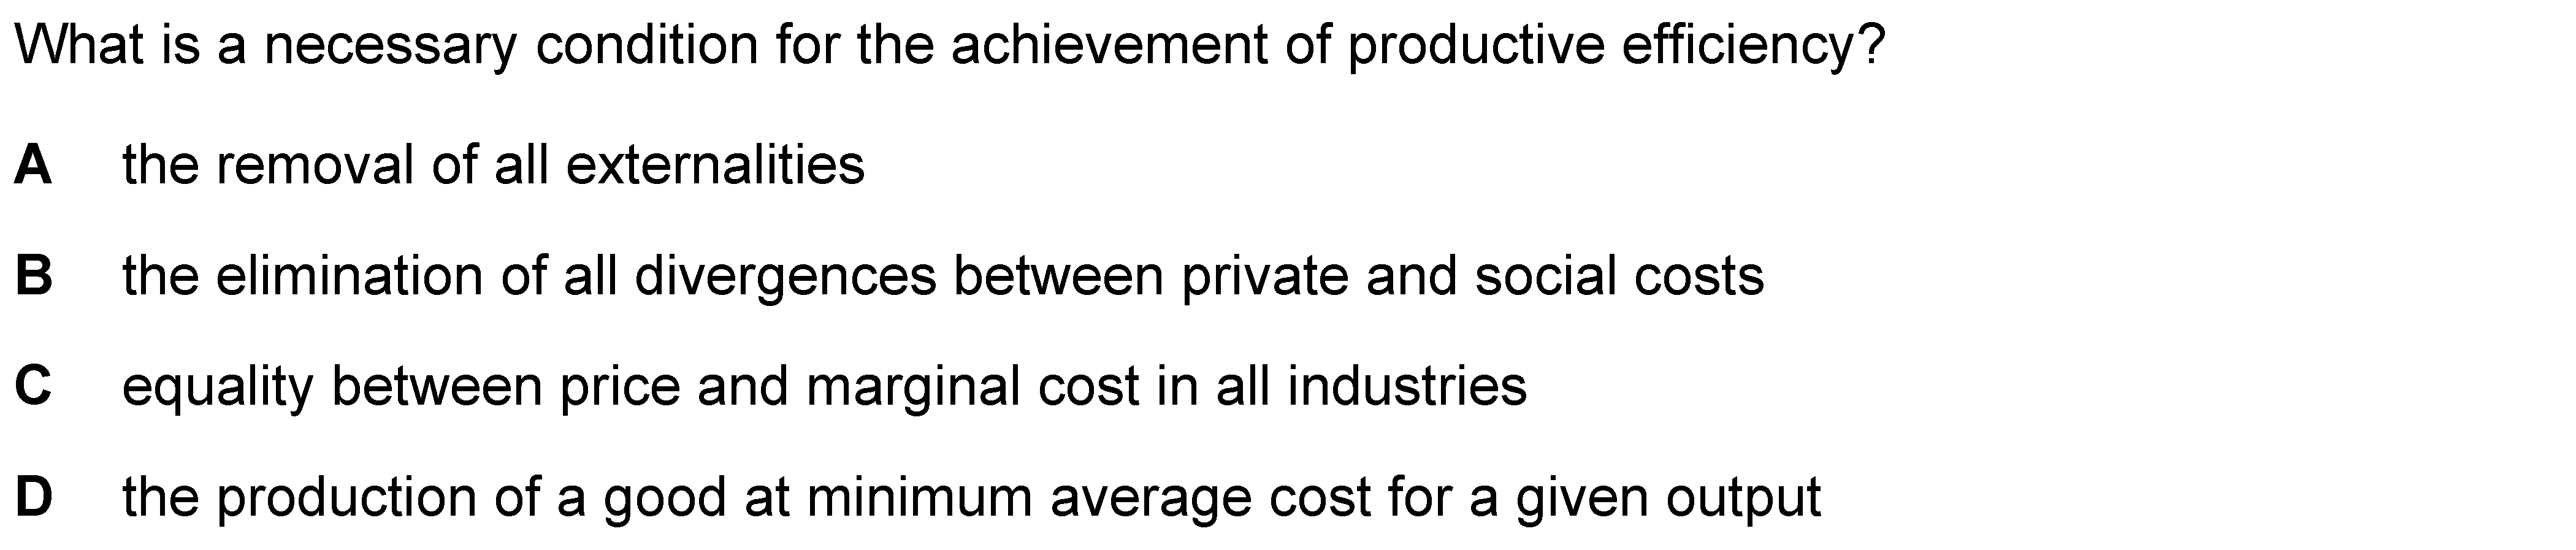 What is a necessary condition for the achievement of productive efficiency?
A the removal of all externalities
B the elimination of all divergences between private and social costs
C equality between price and marginal cost in all industries
D the production of a good at minimum average cost for a given output